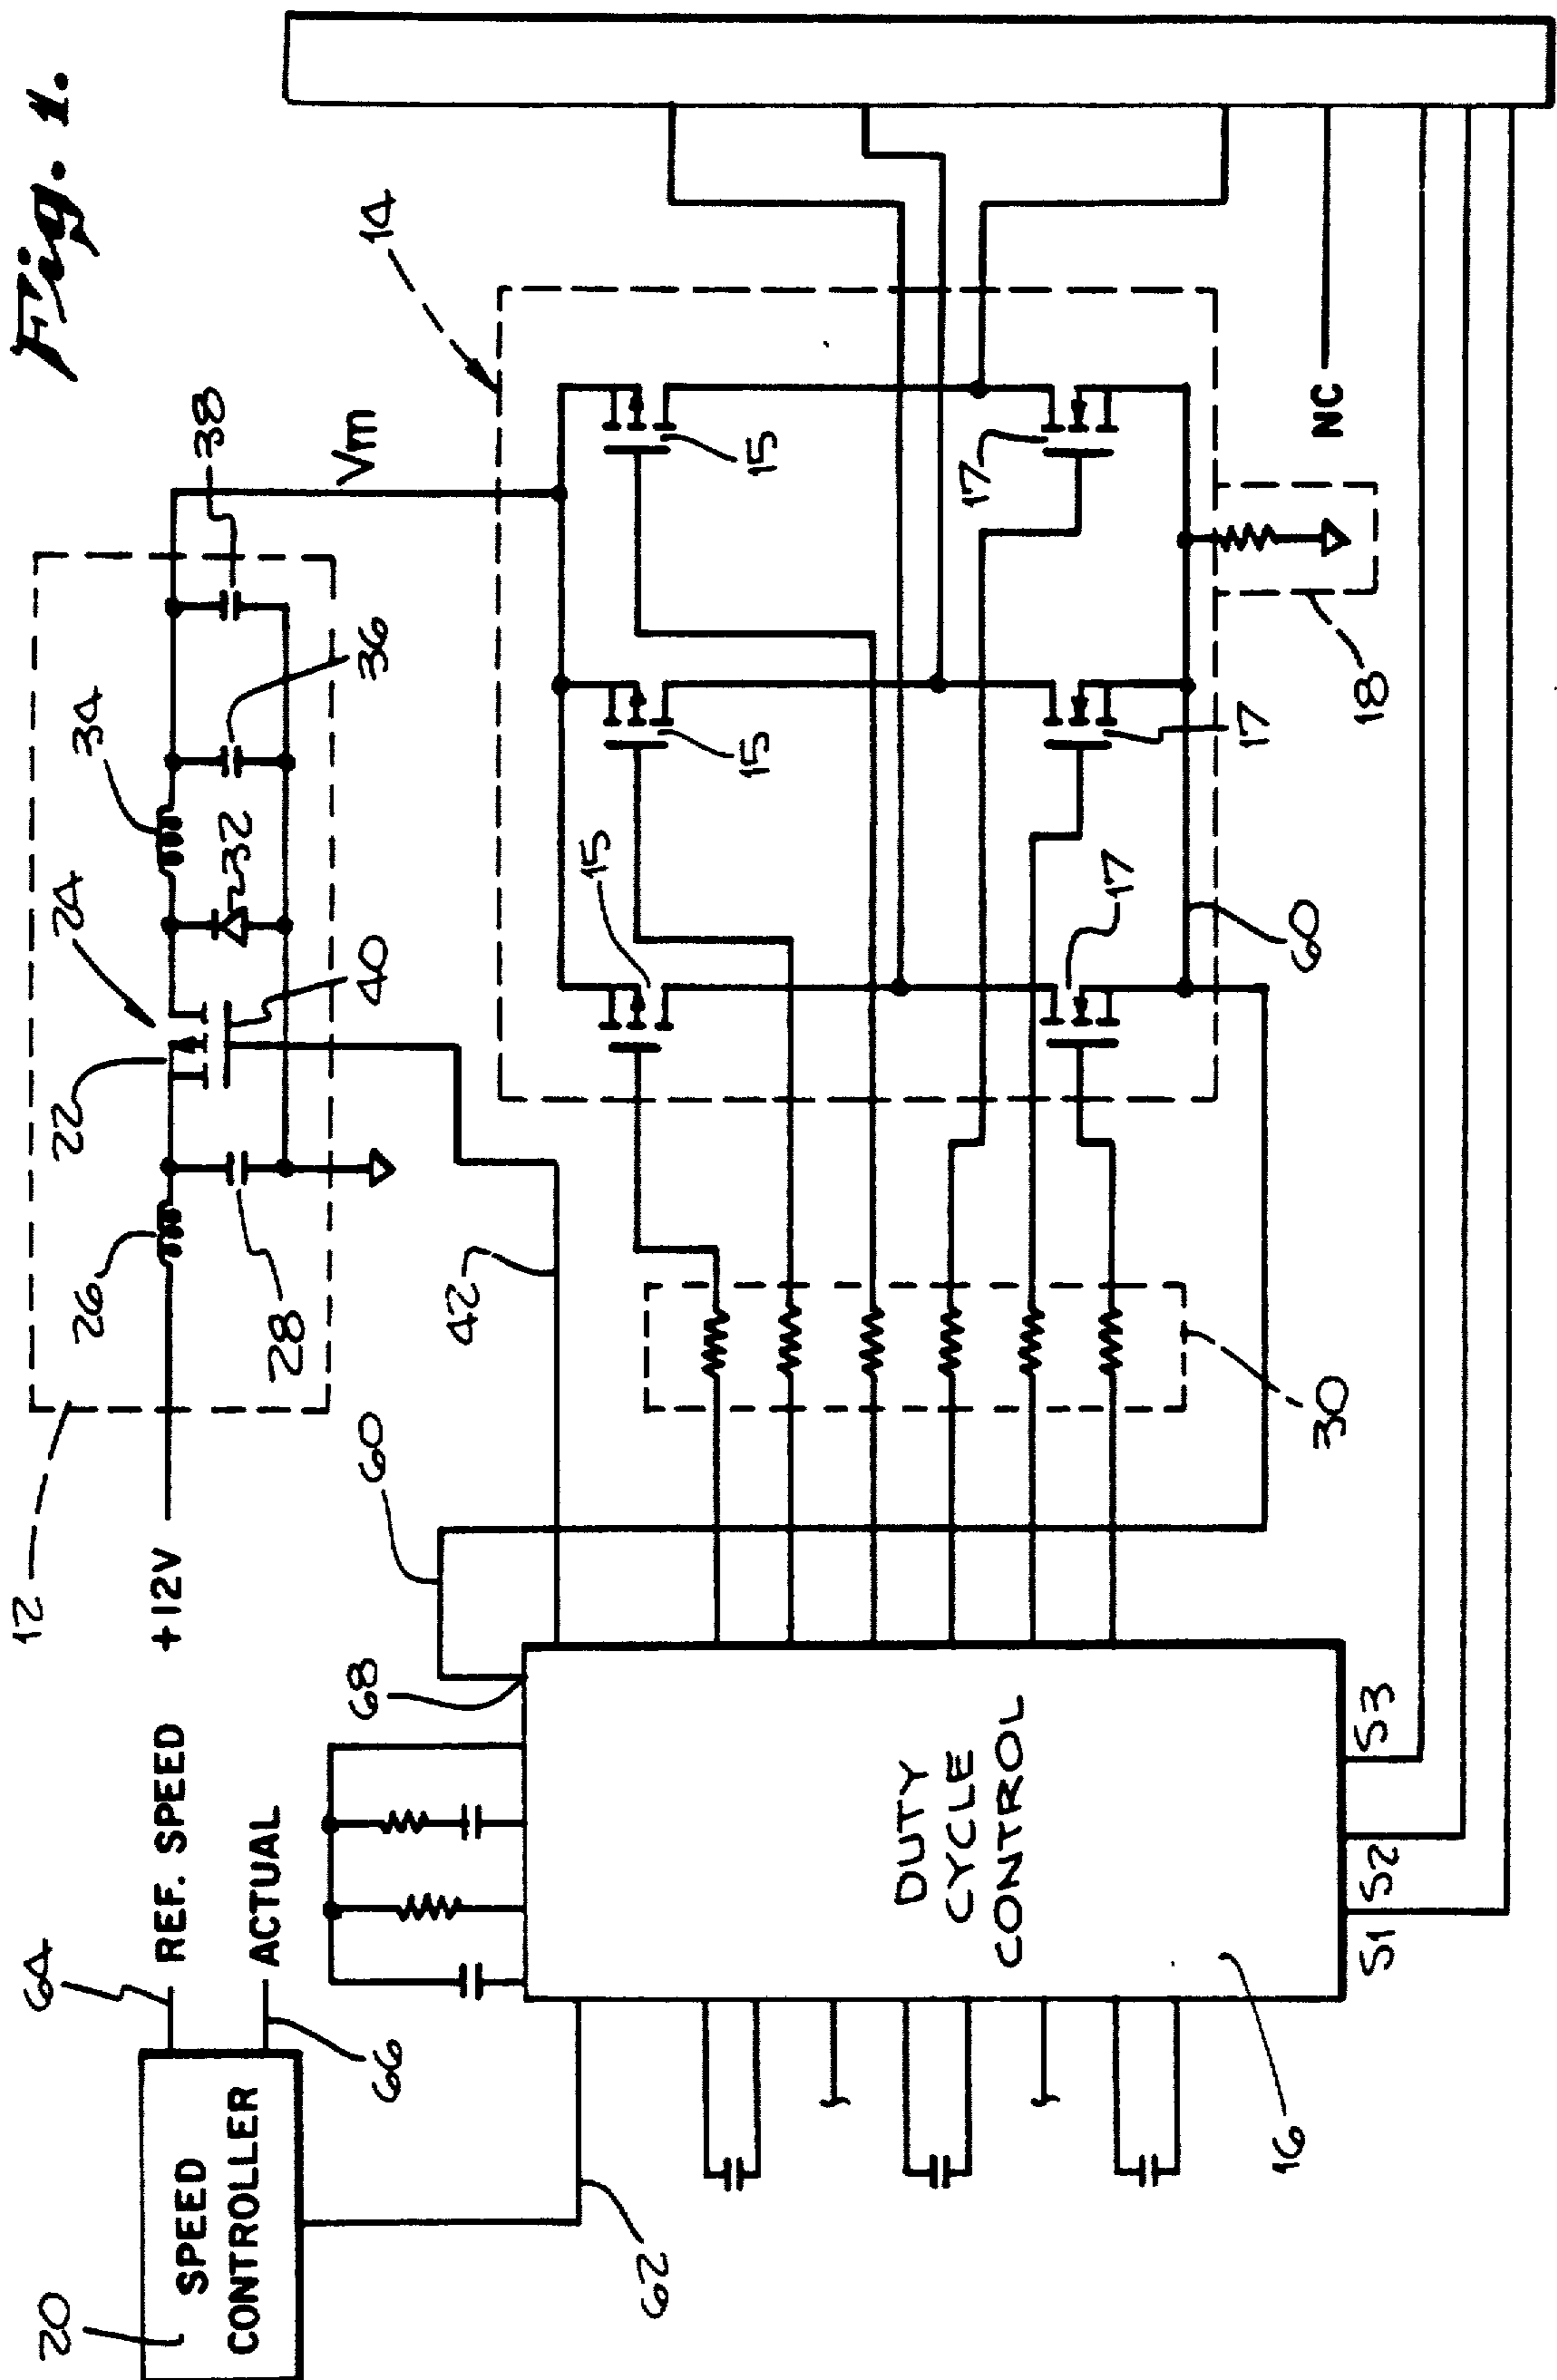 Fig. 1.
20
SPEED
CONTROLLER
64
REF. SPEED
66
ACTUAL
12
+12V
26
28
22
24
40
32
34
36
38
Vm
62
68
60
42
14
15
15
15
17
17
17
60
18
30
NC
DUTY
CYCLE
CONTROL
16
S1
S2
S3